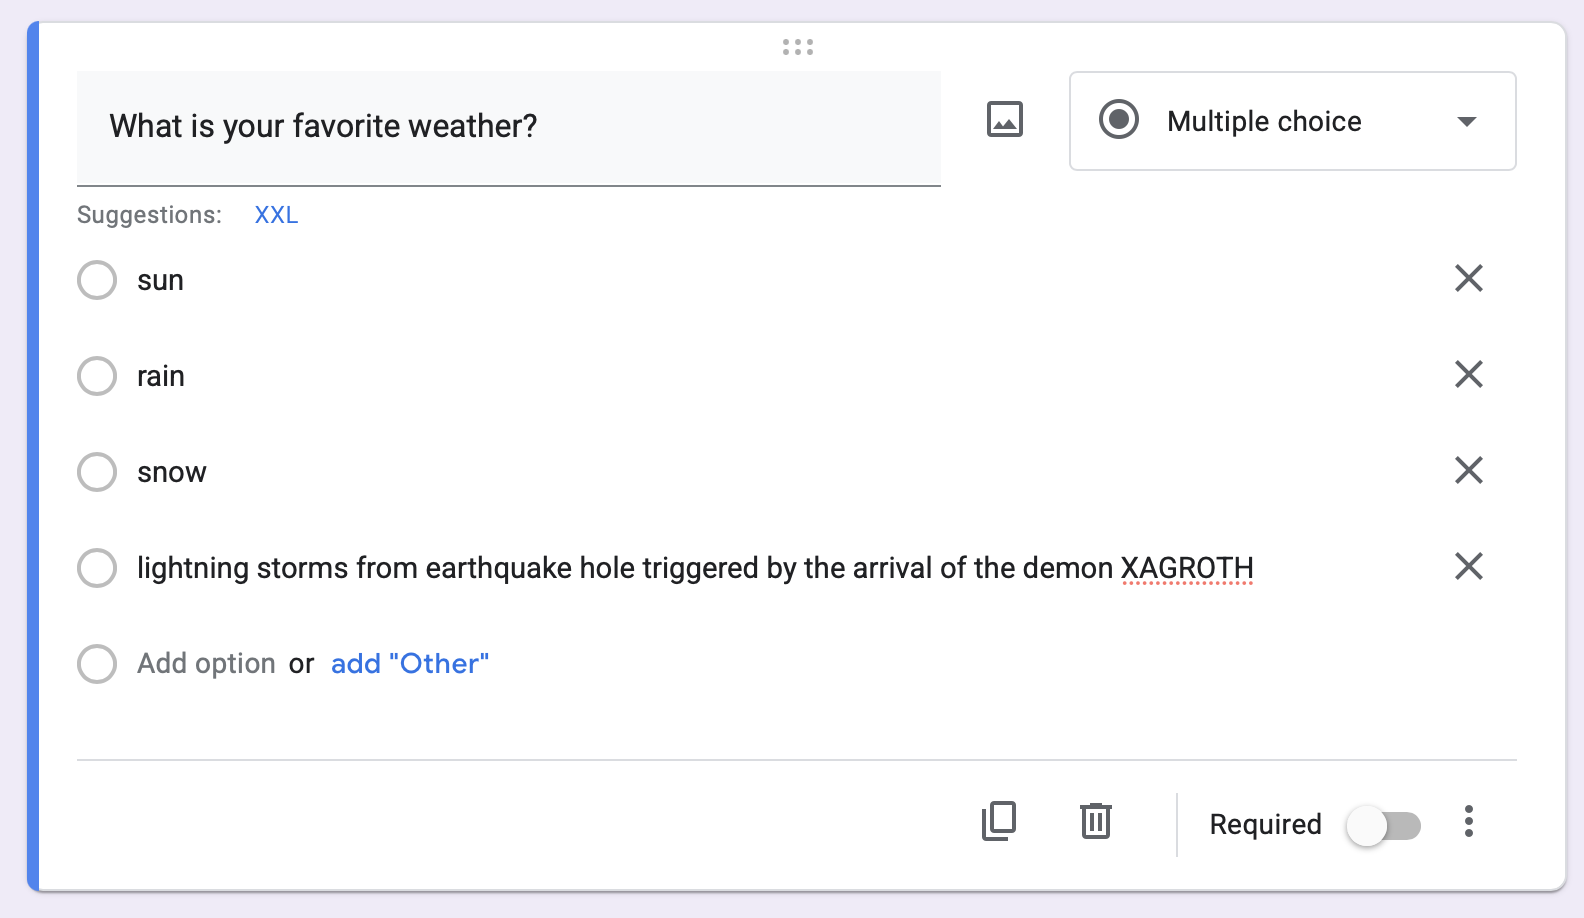 What is your favorite weather?
Multiple choice
Suggestions: XXL
sun
rain
snow
lightning storms from earthquake hole triggered by the arrival of the demon XAGROTH
Add option or add "Other"
Required